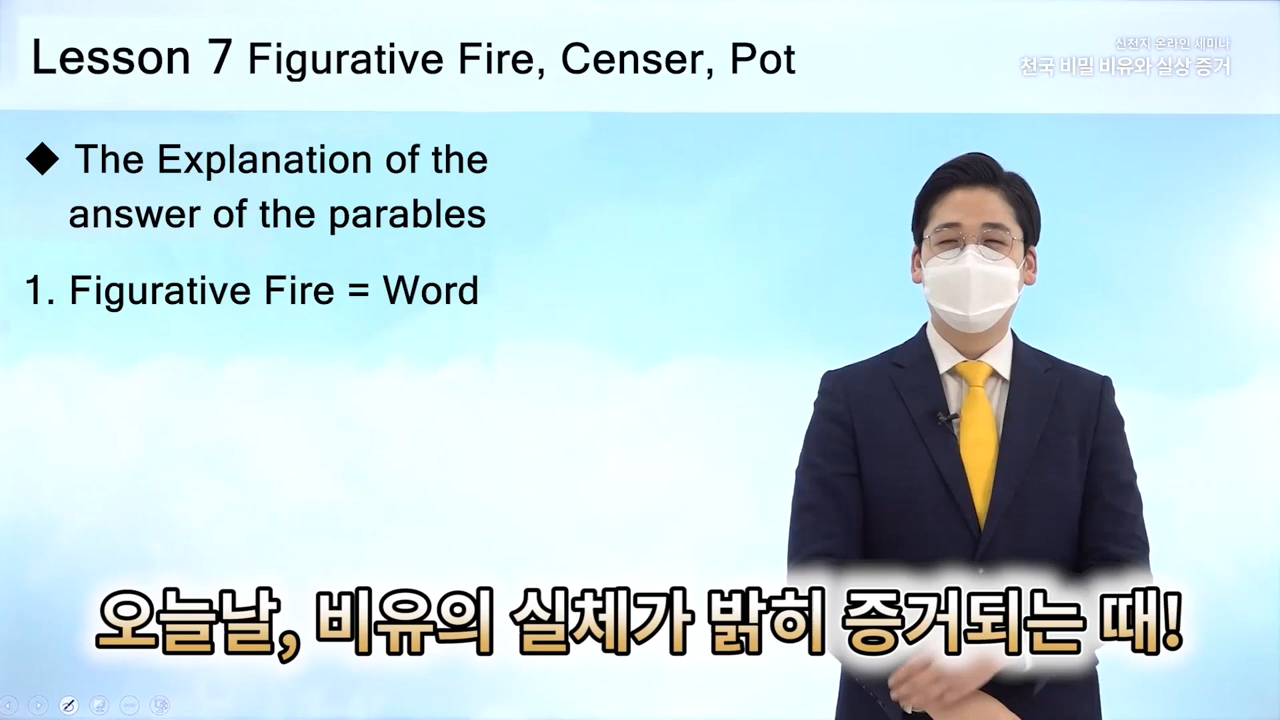 Lesson 7 Figurative Fire, Censer, Pot
신천지 온라인 세미나
천국 비밀 비유와 실상 증거
◆ The Explanation of the
answer of the parables
1. Figurative Fire = Word
오늘날, 비유의 실체가 밝히 증거되는 때!